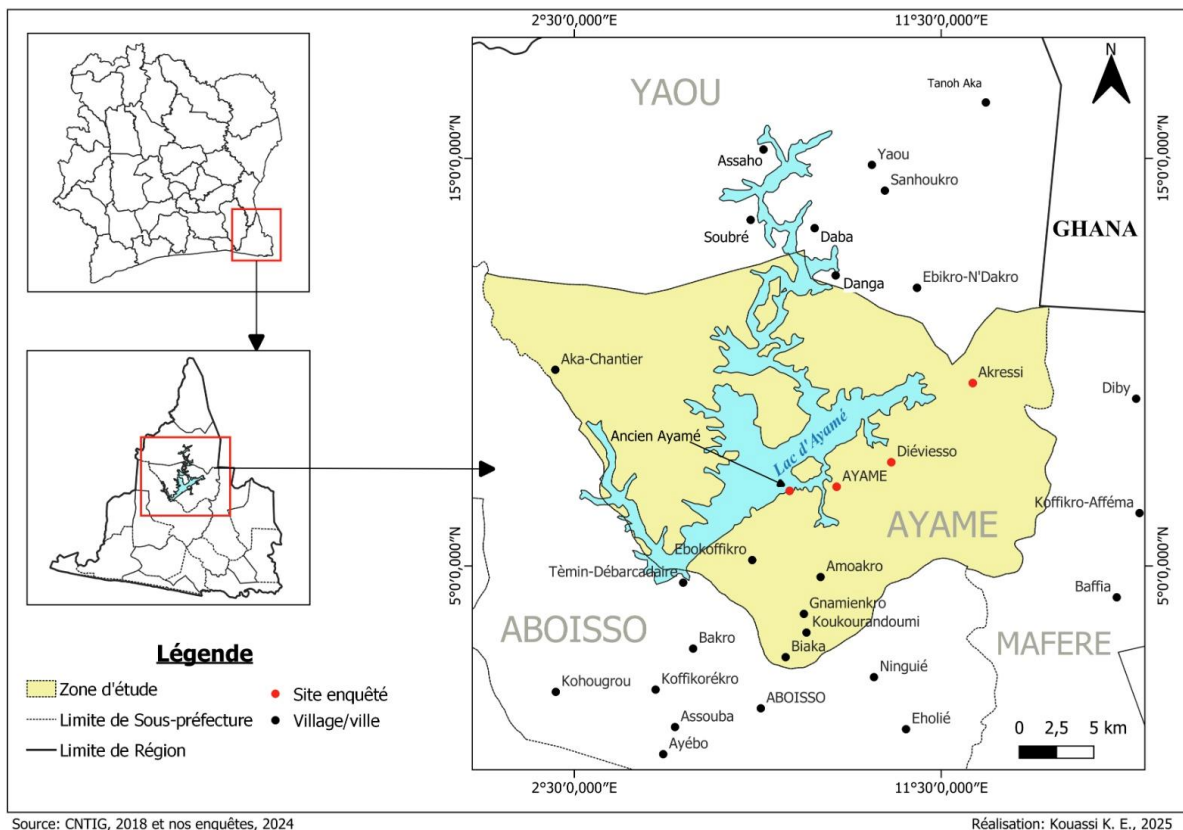 2°30'0,000"E
11°30'0,000"E
N
YAOU
Tanoh Aka
15°0'0,000"N
15°0'0,000"N
Assaho
Yaou
Sanhoukro
Soubré
Daba
GHANA
Danga
Ebikro-N'Dakro
Aka-Chantier
Akressi
Diby
Ancien Ayamé
Lac d'Ayamé
Diéviesso
AYAME
Koffikro-Afféma
AYAME
Ebokoffikro
5°0'0,000"N
5°0'0,000"N
Tèmin-Débarcadaire
Amoakro
Baffia
Gnamienkro
ABOISSO
Koukourandoumi
MAFERE
Bakro
Biaka
Ninguié
Kohougrou
Koffikorékro
ABOISSO
Assouba
Eholié
Ayébo
0 2,5 5 km
2°30'0,000"E
11°30'0,000"E
Légende
Zone d'étude
Site enquêté
Limite de Sous-préfecture
Village/ville
Limite de Région
Source: CNTIG, 2018 et nos enquêtes, 2024
Réalisation: Kouassi K. E., 2025